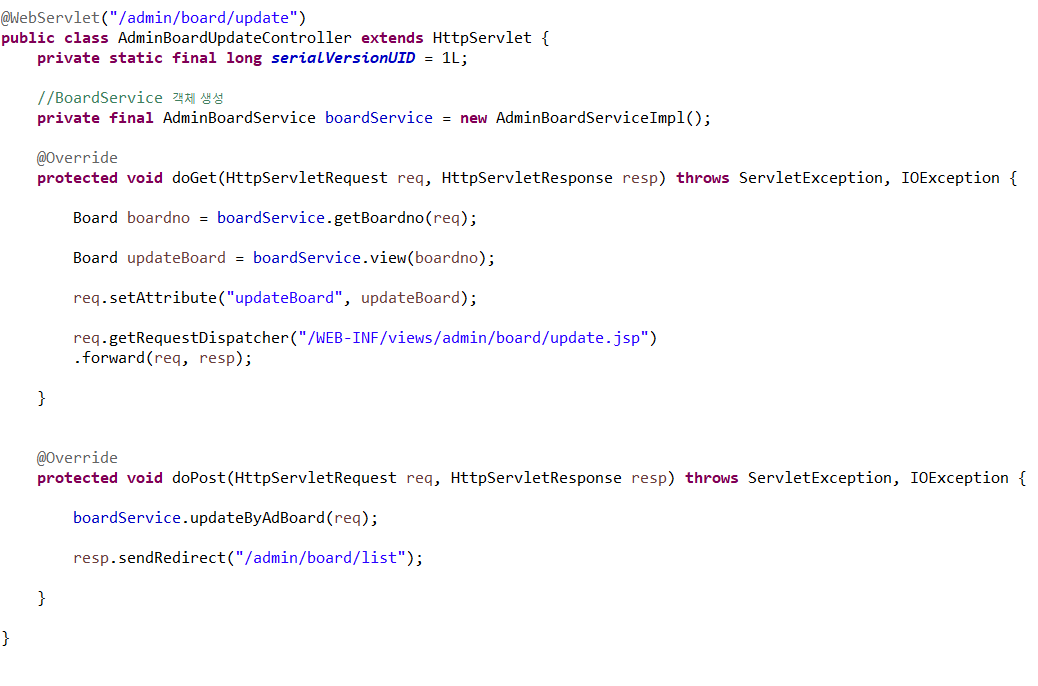 @WebServlet("/admin/board/update")
public class AdminBoardUpdateController extends HttpServlet {
private static final long serialVersionUID = 1L;
//BoardService 객체 생성
private final AdminBoardService boardService = new AdminBoardServiceImpl();
@Override
protected void doGet(HttpServletRequest req, HttpServletResponse resp) throws ServletException, IOException {
Board boardno = boardService.getBoardno(req);
Board updateBoard = boardService.view(boardno);
req.setAttribute("updateBoard", updateBoard);
req.getRequestDispatcher("/WEB-INF/views/admin/board/update.jsp")
.forward(req, resp);
}
@Override
protected void doPost(HttpServletRequest req, HttpServletResponse resp) throws ServletException, IOException {
boardService.updateByAdBoard(req);
resp.sendRedirect("/admin/board/list");
}
}